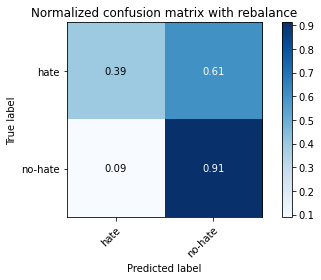 Normalized confusion matrix with rebalance
True label
hate
0.39
0.61
no-hate
0.09
0.91
hate
no-hate
Predicted label
0.9
0.8
0.7
0.6
0.5
0.4
0.3
0.2
0.1